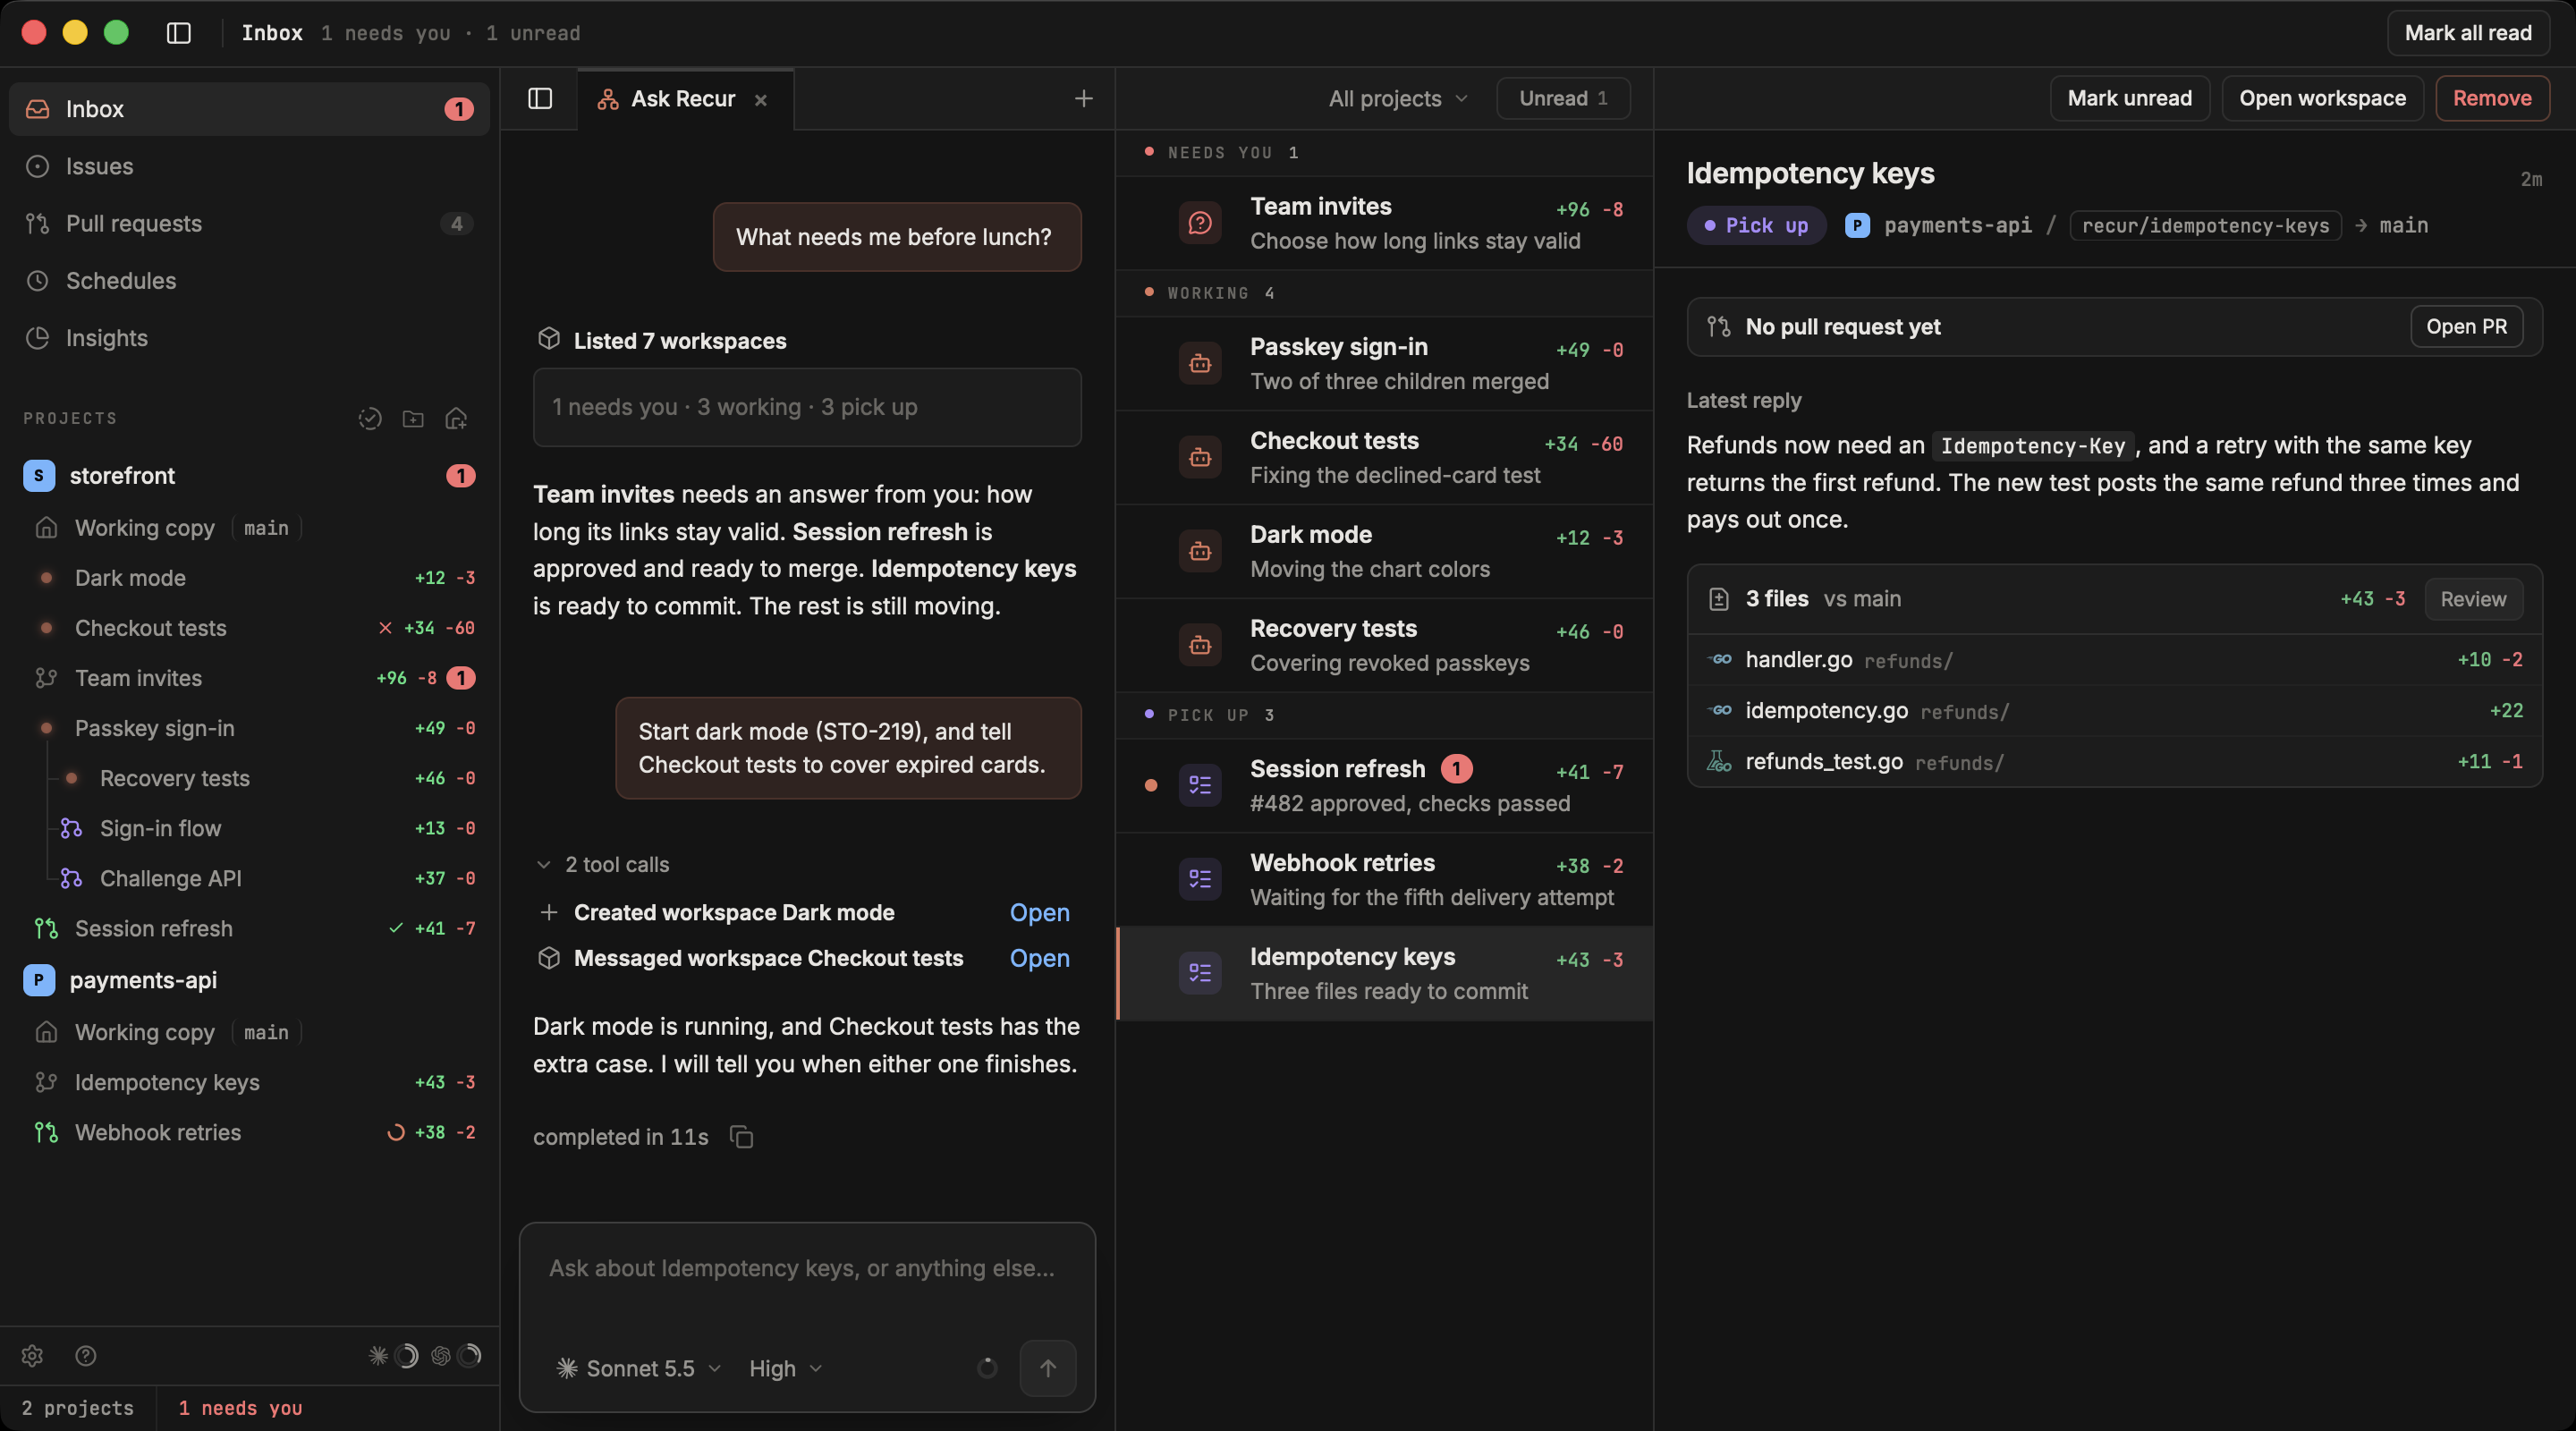 Inbox 1 needs you · 1 unread
Mark all read
Inbox 1
Issues
Pull requests 4
Schedules
Insights
PROJECTS
S storefront 1
Working copy main
Dark mode +12 -3
Checkout tests +34 -60
Team invites +96 -8 1
Passkey sign-in +49 -0
Recovery tests +46 -0
Sign-in flow +13 -0
Challenge API +37 -0
Session refresh +41 -7
P payments-api
Working copy main
Idempotency keys +43 -3
Webhook retries +38 -2
2 projects 1 needs you
Ask Recur
What needs me before lunch?
Listed 7 workspaces
1 needs you · 3 working · 3 pick up
Team invites needs an answer from you: how
long its links stay valid. Session refresh is
approved and ready to merge. Idempotency keys
is ready to commit. The rest is still moving.
Start dark mode (STO-219), and tell
Checkout tests to cover expired cards.
2 tool calls
Created workspace Dark mode Open
Messaged workspace Checkout tests Open
Dark mode is running, and Checkout tests has the
extra case. I will tell you when either one finishes.
completed in 11s
Ask about Idempotency keys, or anything else...
Sonnet 5.5 High
All projects Unread 1
NEEDS YOU 1
Team invites +96 -8
Choose how long links stay valid
WORKING 4
Passkey sign-in +49 -0
Two of three children merged
Checkout tests +34 -60
Fixing the declined-card test
Dark mode +12 -3
Moving the chart colors
Recovery tests +46 -0
Covering revoked passkeys
PICK UP 3
Session refresh 1 +41 -7
#482 approved, checks passed
Webhook retries +38 -2
Waiting for the fifth delivery attempt
Idempotency keys +43 -3
Three files ready to commit
Mark unread Open workspace Remove
Idempotency keys 2m
Pick up P payments-api / recur/idempotency-keys → main
No pull request yet Open PR
Latest reply
Refunds now need an Idempotency-Key, and a retry with the same key
returns the first refund. The new test posts the same refund three times and
pays out once.
3 files vs main +43 -3 Review
GO handler.go refunds/ +10 -2
GO idempotency.go refunds/ +22
GO refunds_test.go refunds/ +11 -1